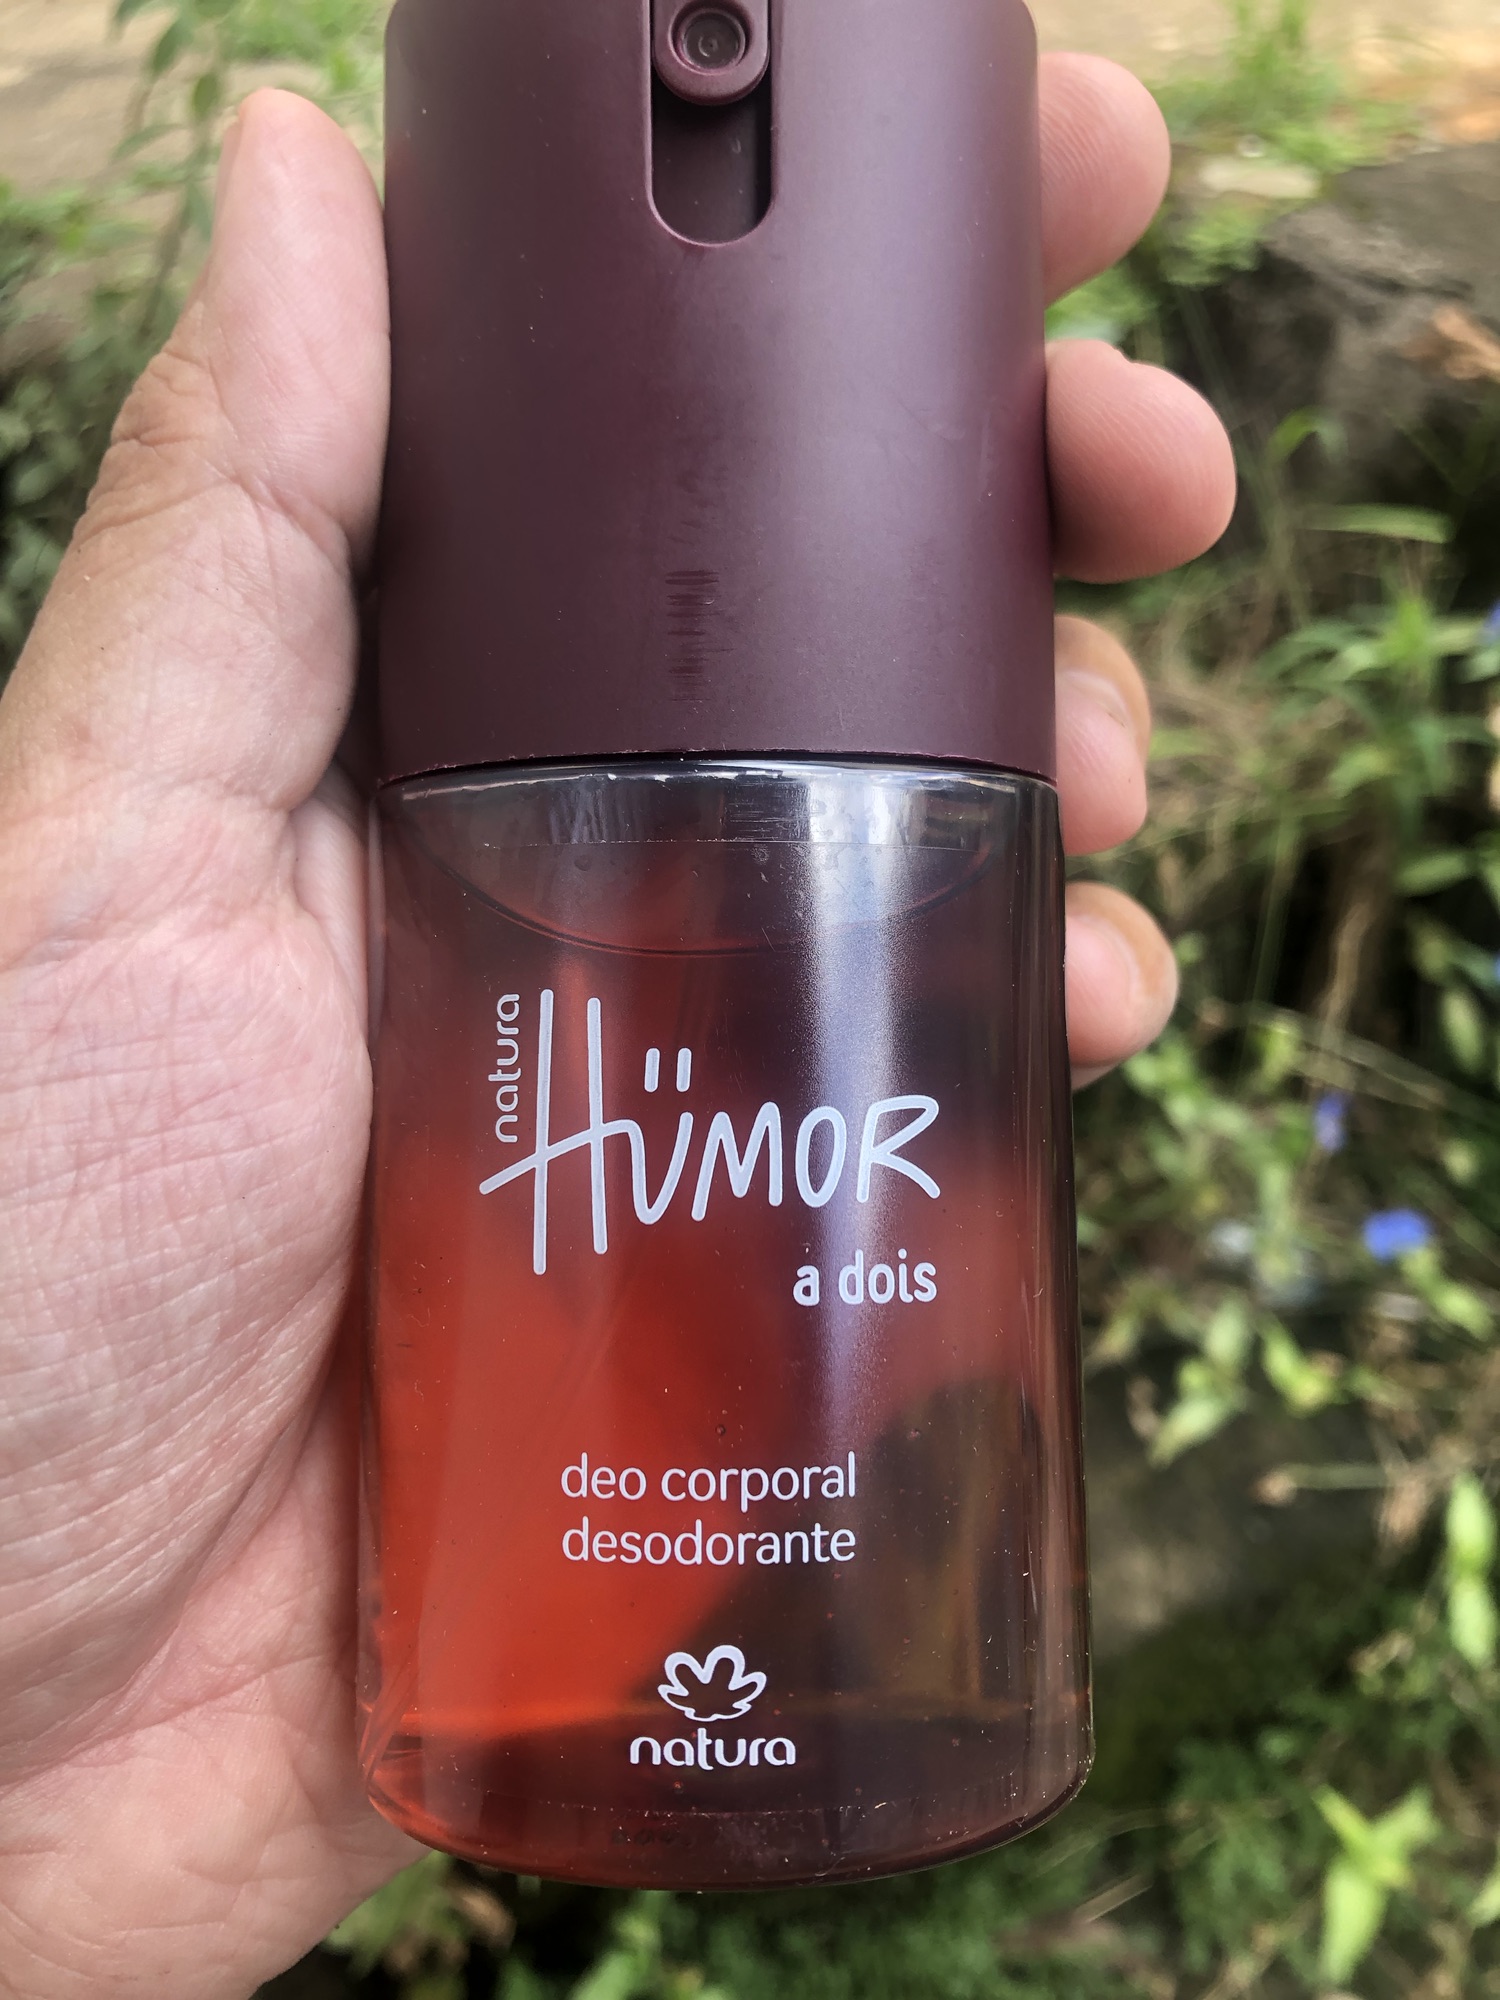 natura
HÜMOR
a dois
deo corporal
desodorante
natura